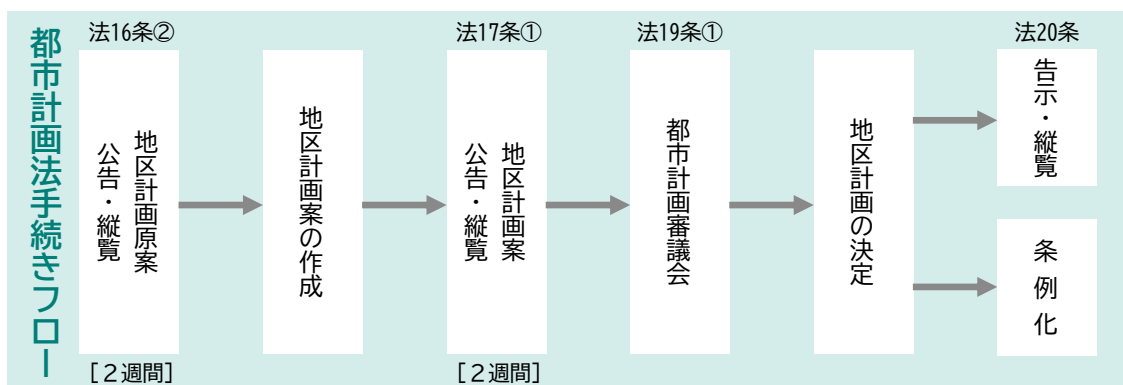 都市計画法手続きフロー
法16条②
地区計画原案
公告・縦覧
[２週間]
地区計画案の作成
法17条①
地区計画案
公告・縦覧
[２週間]
法19条①
都市計画審議会
地区計画の決定
法20条
告示・縦覧
条例化